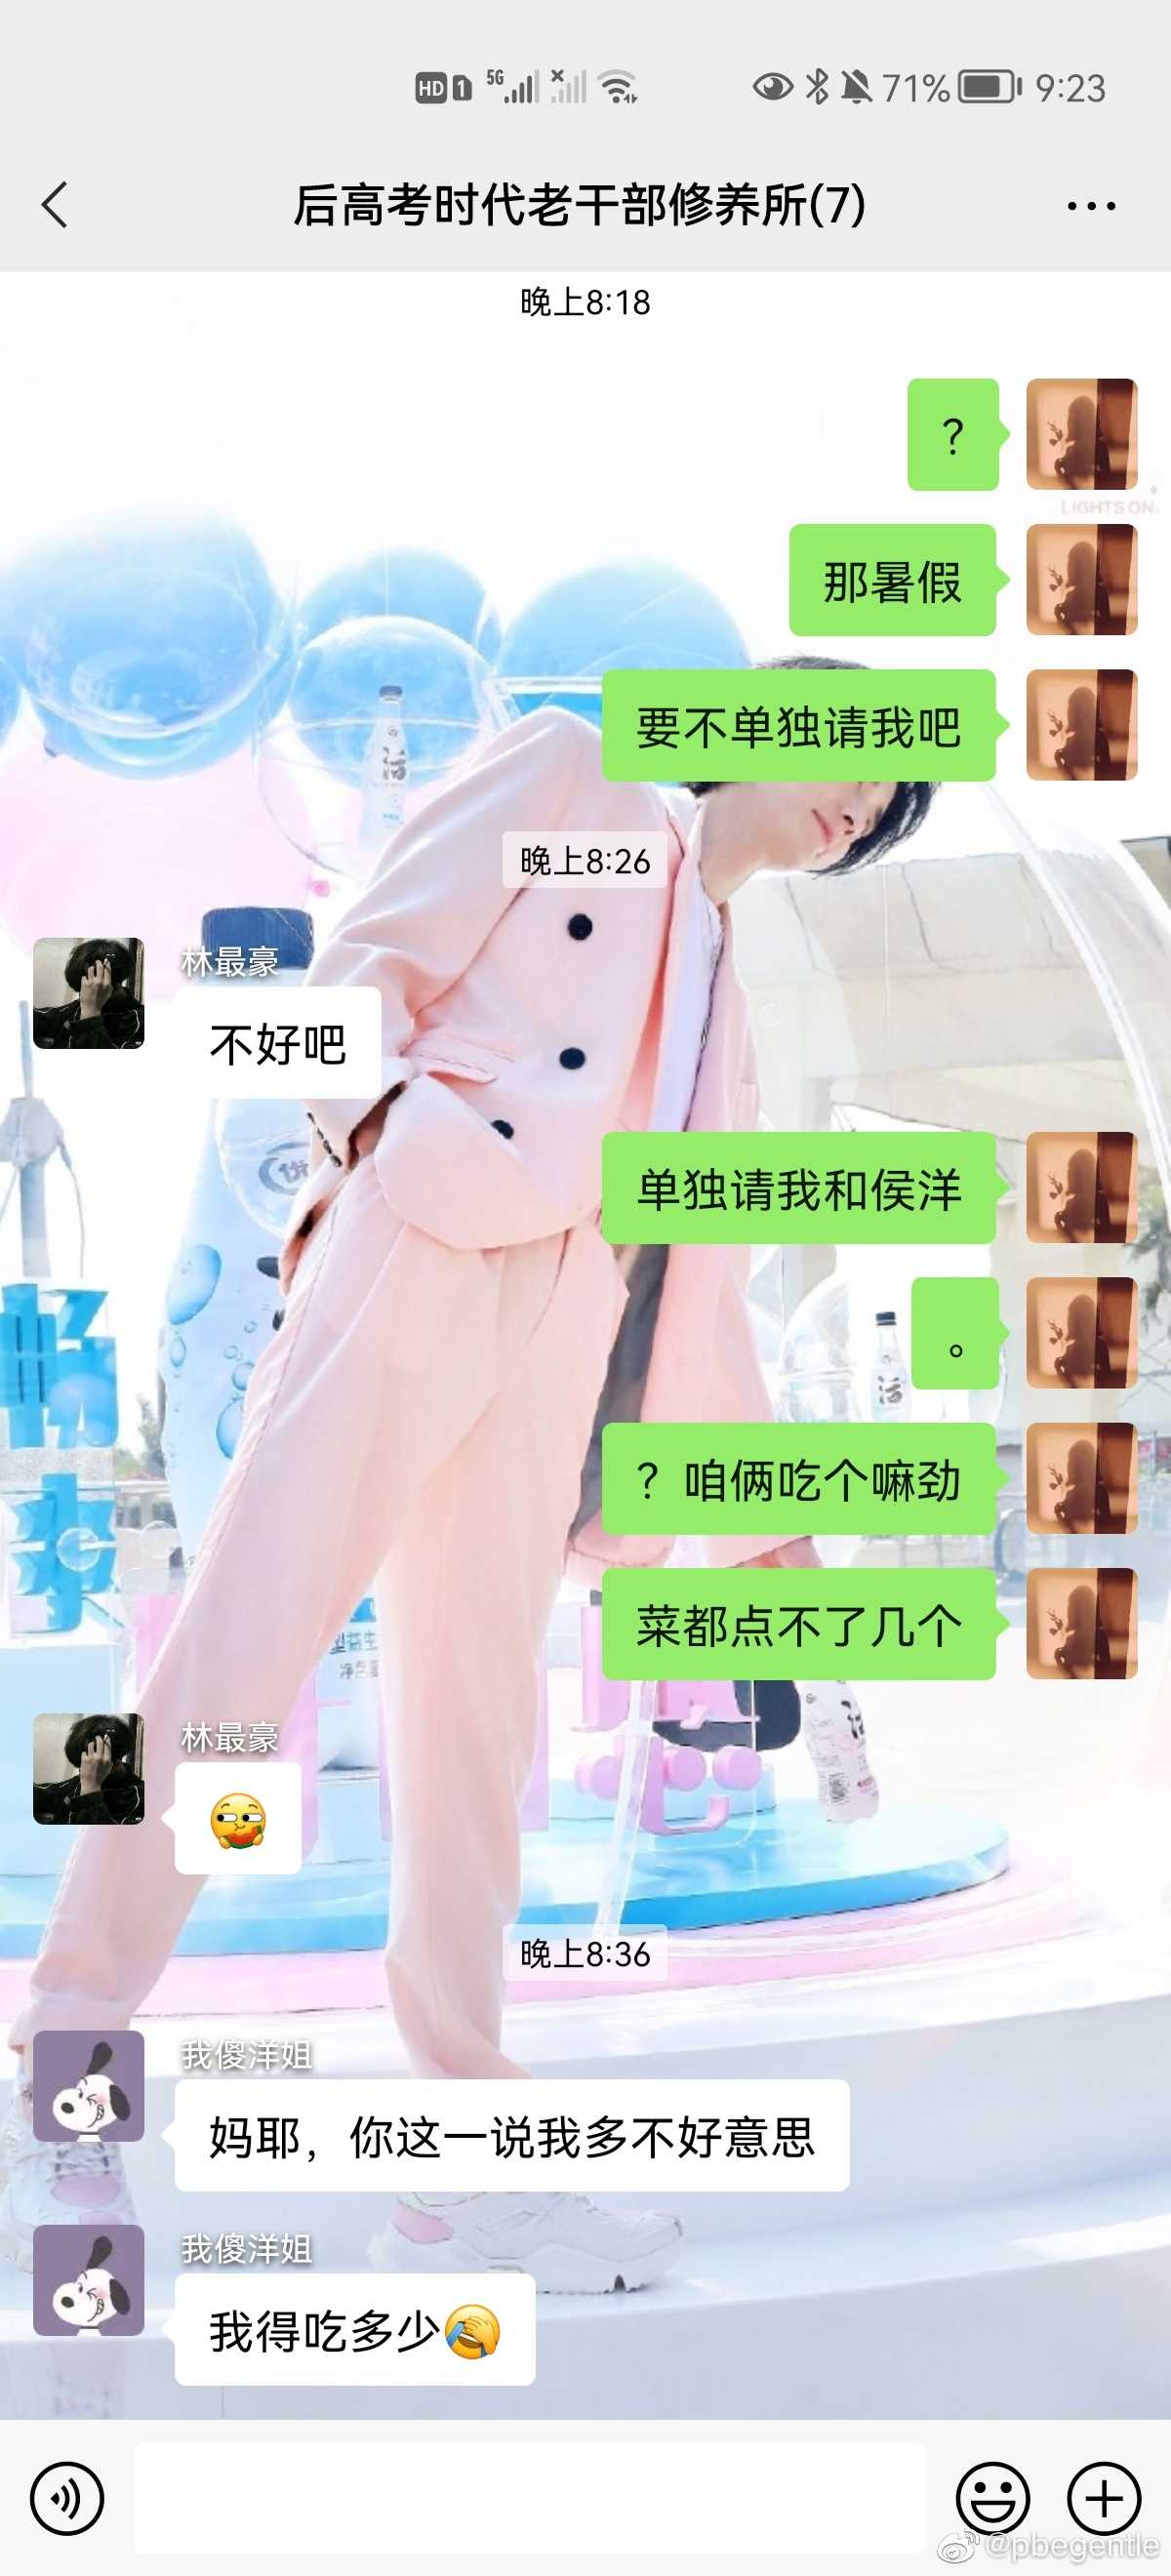 HD 1 5G 71% 9:23
后高考时代老干部修养所(7)
晚上8:18
？
LIGHTS ON.
那暑假
要不单独请我吧
活
晚上8:26
林最豪
不好吧
单独请我和侯洋
。
活
？咱俩吃个嘛劲
菜都点不了几个
林最豪
晚上8:36
我傻洋姐
妈耶，你这一说我多不好意思
我傻洋姐
我得吃多少
@pbegentle